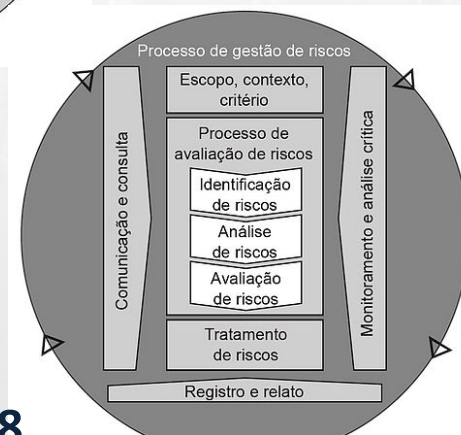 Processo de gestão de riscos
Escopo, contexto,
critério
Processo de
avaliação de riscos
Identificação
de riscos
Análise
de riscos
Avaliação
de riscos
Tratamento
de riscos
Comunicação e consulta
Monitoramento e análise crítica
Registro e relato
8